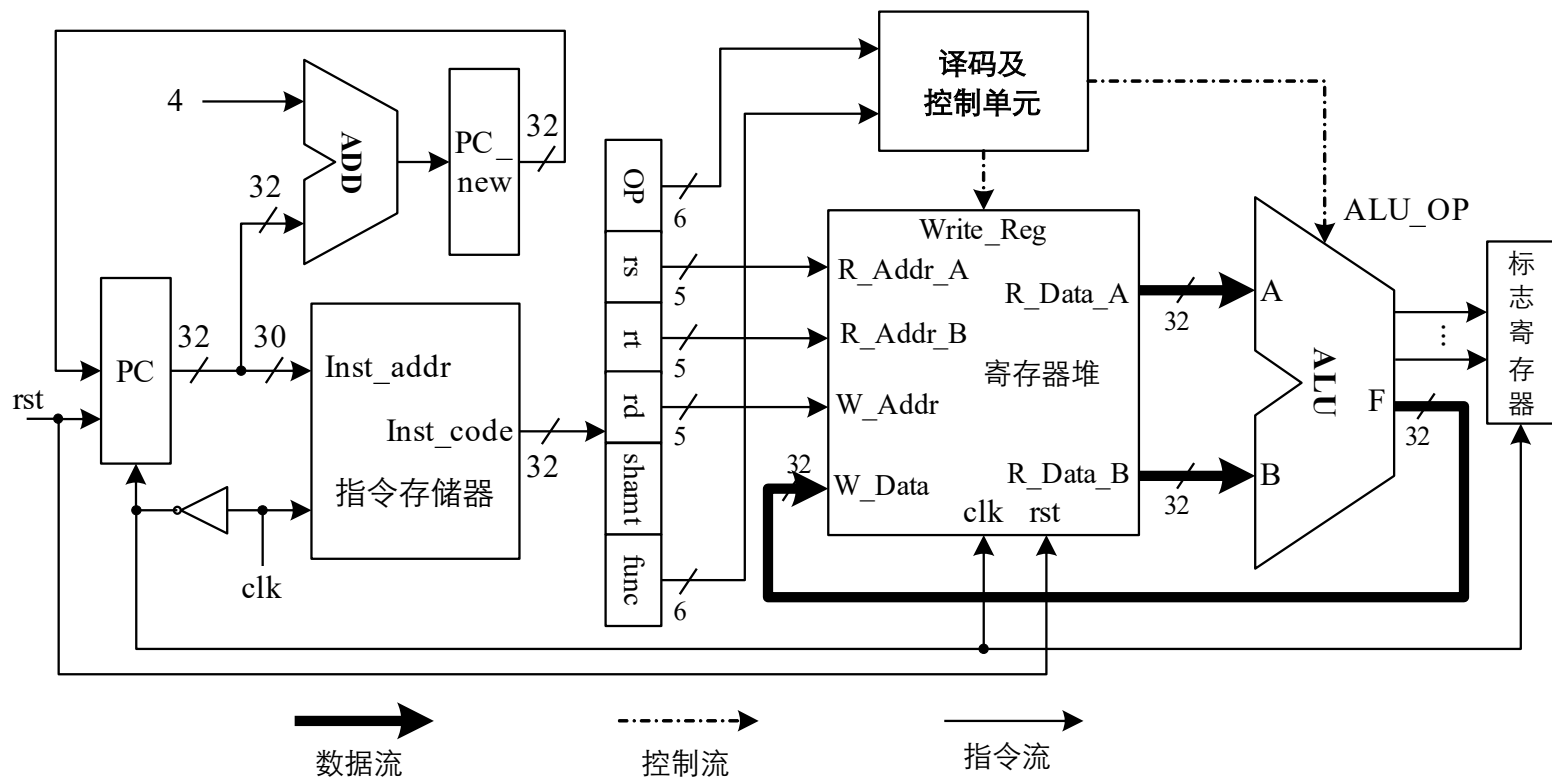 译码及
控制单元
4
ADD
PC_
new
32
32
OP
6
Write_Reg
ALU_OP
rs
5
R_Addr_A
R_Data_A
32
A
标
志
寄
存
器
PC
32
30
Inst_addr
rt
5
R_Addr_B
寄存器堆
ALU
...
rst
Inst_code
32
rd
5
W_Addr
F
32
指令存储器
shamt
32
W_Data
R_Data_B
32
B
clk
rst
clk
func
6
数据流
控制流
指令流